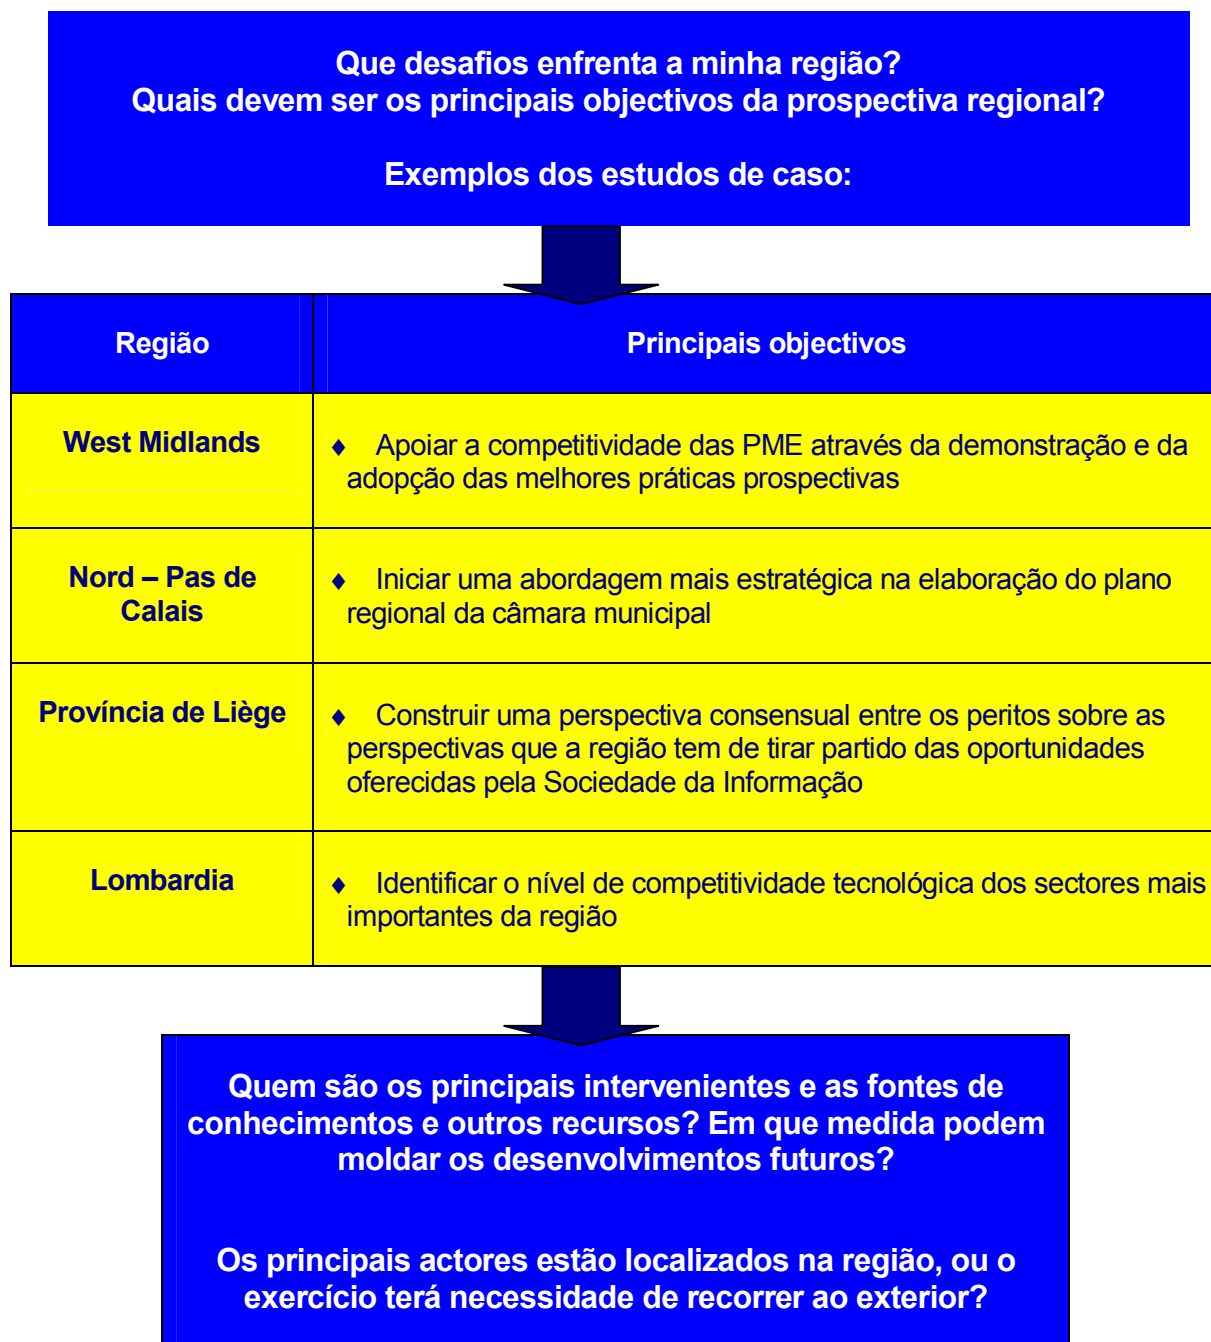 Que desafios enfrenta a minha região?
Quais devem ser os principais objectivos da prospectiva regional?
Exemplos dos estudos de caso:
Região
Principais objectivos
West Midlands
♦ Apoiar a competitividade das PME através da demonstração e da
adopção das melhores práticas prospectivas
Nord – Pas de
Calais
♦ Iniciar uma abordagem mais estratégica na elaboração do plano
regional da câmara municipal
Província de Liège
♦ Construir uma perspectiva consensual entre os peritos sobre as
perspectivas que a região tem de tirar partido das oportunidades
oferecidas pela Sociedade da Informação
Lombardia
♦ Identificar o nível de competitividade tecnológica dos sectores mais
importantes da região
Quem são os principais intervenientes e as fontes de
conhecimentos e outros recursos? Em que medida podem
moldar os desenvolvimentos futuros?
Os principais actores estão localizados na região, ou o
exercício terá necessidade de recorrer ao exterior?